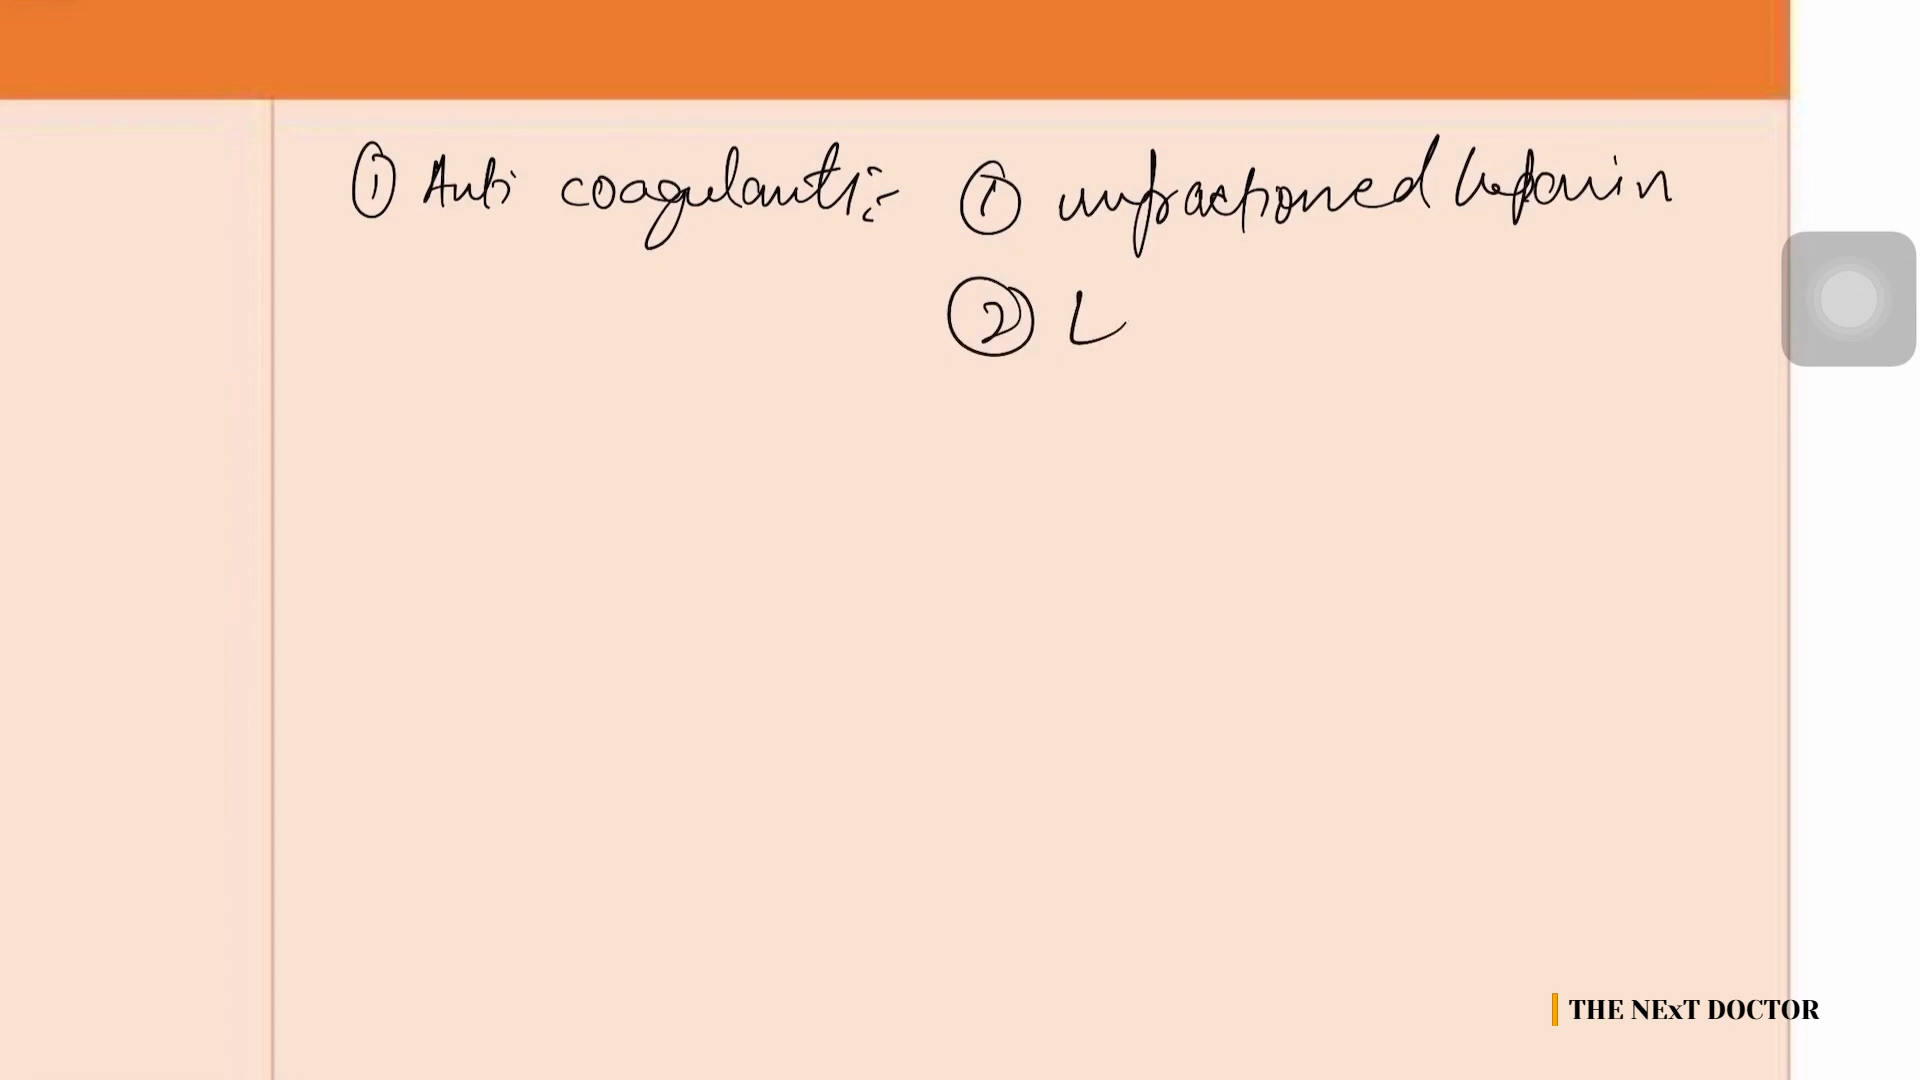 ① Anti coagulants:- ① unfractioned heparin
② L
THE NExT DOCTOR